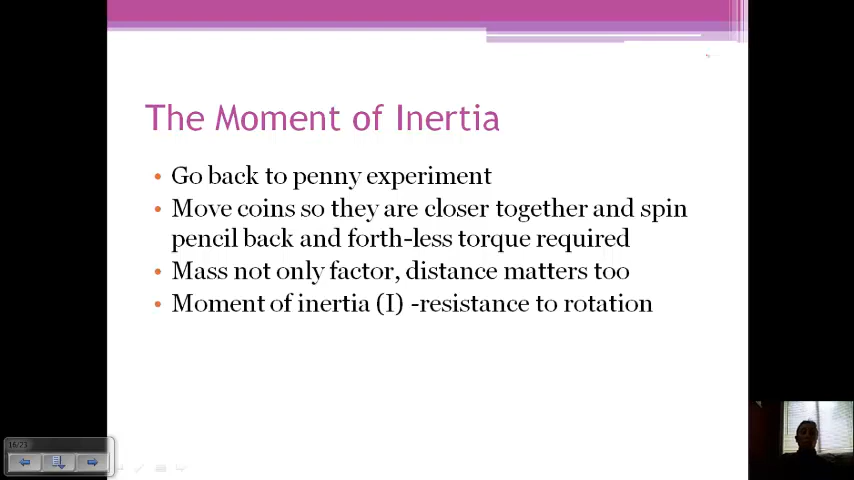 The Moment of Inertia
• Go back to penny experiment
• Move coins so they are closer together and spin
pencil back and forth-less torque required
• Mass not only factor, distance matters too
• Moment of inertia (I) -resistance to rotation
16/23